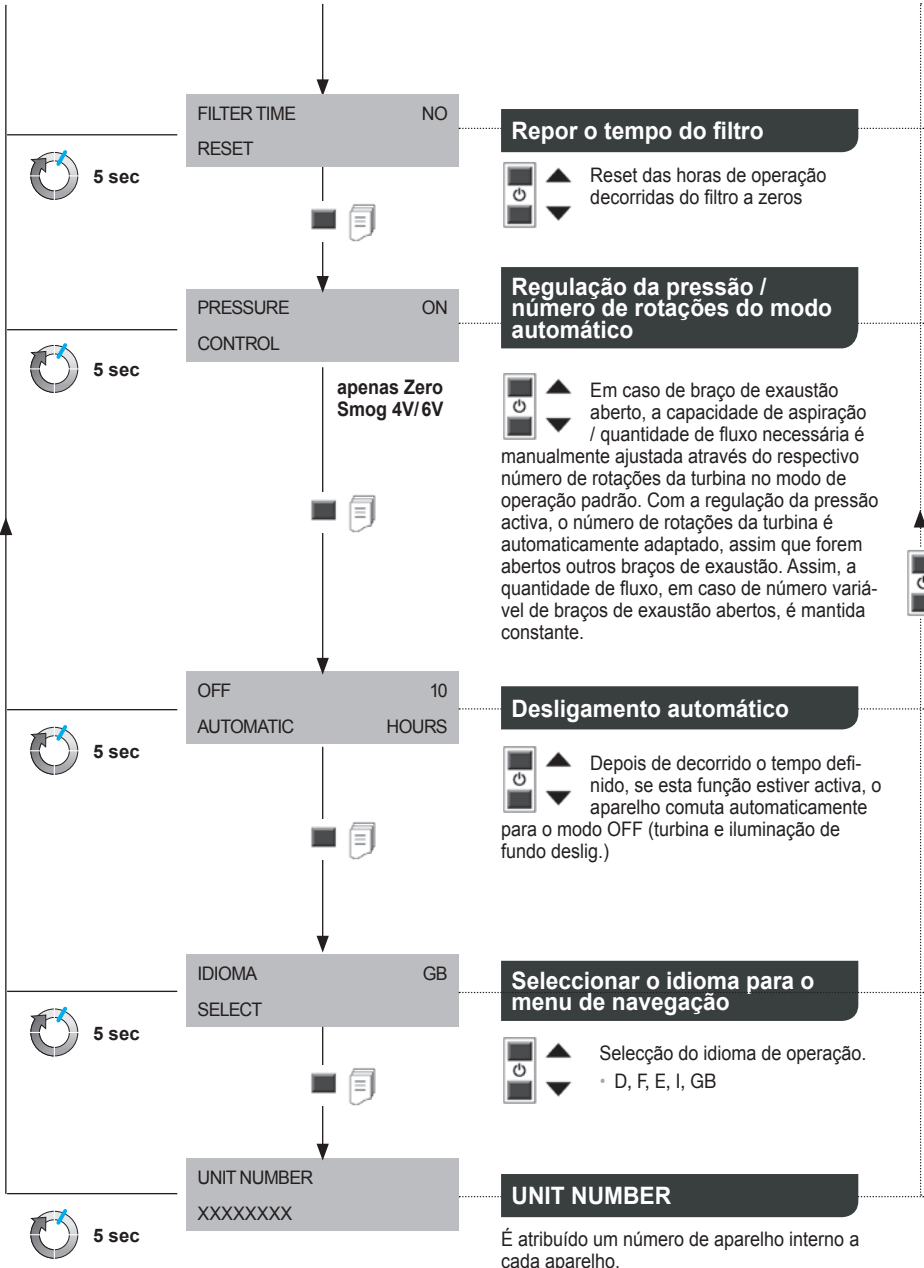 FILTER TIME NO
RESET
5 sec
Repor o tempo do filtro
Reset das horas de operação
decorridas do filtro a zeros
PRESSURE ON
CONTROL
5 sec
apenas Zero
Smog 4V/6V
Regulação da pressão /
número de rotações do modo
automático
Em caso de braço de exaustão
aberto, a capacidade de aspiração
/ quantidade de fluxo necessária é
manualmente ajustada através do respectivo
número de rotações da turbina no modo de
operação padrão. Com a regulação da pressão
activa, o número de rotações da turbina é
automaticamente adaptado, assim que forem
abertos outros braços de exaustão. Assim, a
quantidade de fluxo, em caso de número variá-
vel de braços de exaustão abertos, é mantida
constante.
OFF 10
AUTOMATIC HOURS
5 sec
Desligamento automático
Depois de decorrido o tempo defi-
nido, se esta função estiver activa, o
aparelho comuta automaticamente
para o modo OFF (turbina e iluminação de
fundo deslig.)
IDIOMA GB
SELECT
5 sec
Seleccionar o idioma para o
menu de navegação
Selecção do idioma de operação.
• D, F, E, I, GB
UNIT NUMBER
XXXXXXXX
5 sec
UNIT NUMBER
É atribuído um número de aparelho interno a
cada aparelho.